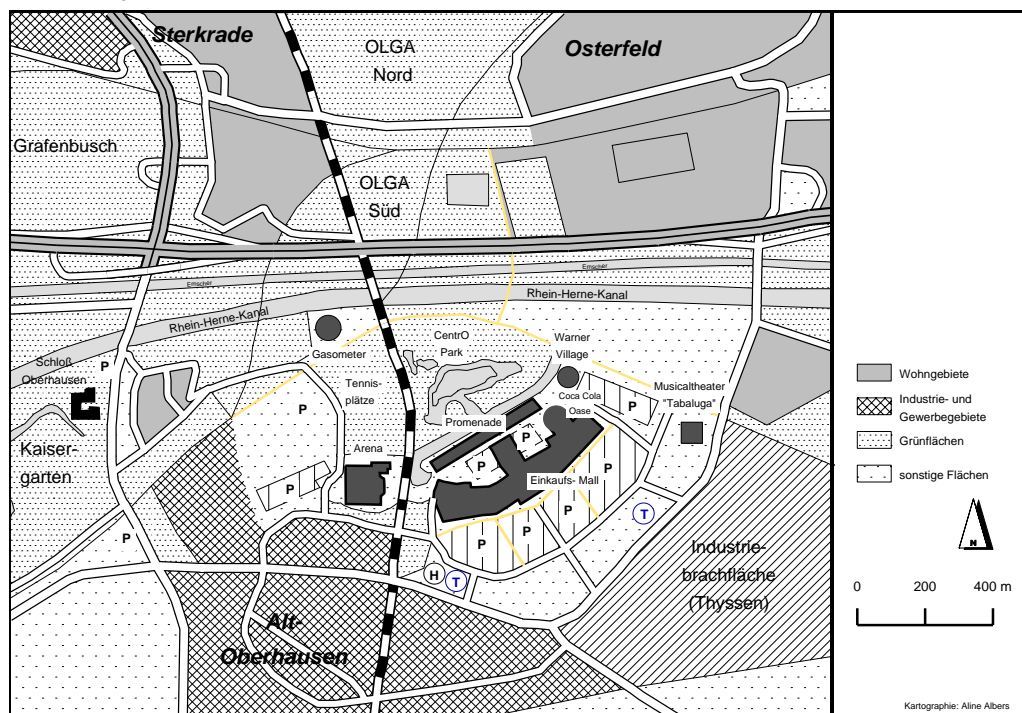 Sterkrade
OLGA
Nord
Osterfeld
Grafenbusch
OLGA
Süd
Emscher
Emscher
Rhein-Herne-Kanal
Rhein-Herne-Kanal
CentrO
Park
Warner
Village
Gasometer
Schloß
Oberhausen
P
Tennis-
plätze
Musicaltheater
"Tabaluga"
Coca Cola
Oase
P
P
Promenade
P
Kaiser-
garten
Arena
P
P
P
Einkaufs- Mall
T
P
P
P
P
Industrie-
brachfläche
(Thyssen)
H
T
Alt-
Oberhausen
Wohngebiete
Industrie- und
Gewerbegebiete
Grünflächen
sonstige Flächen
N
0 200 400 m
Kartographie: Aline Albers